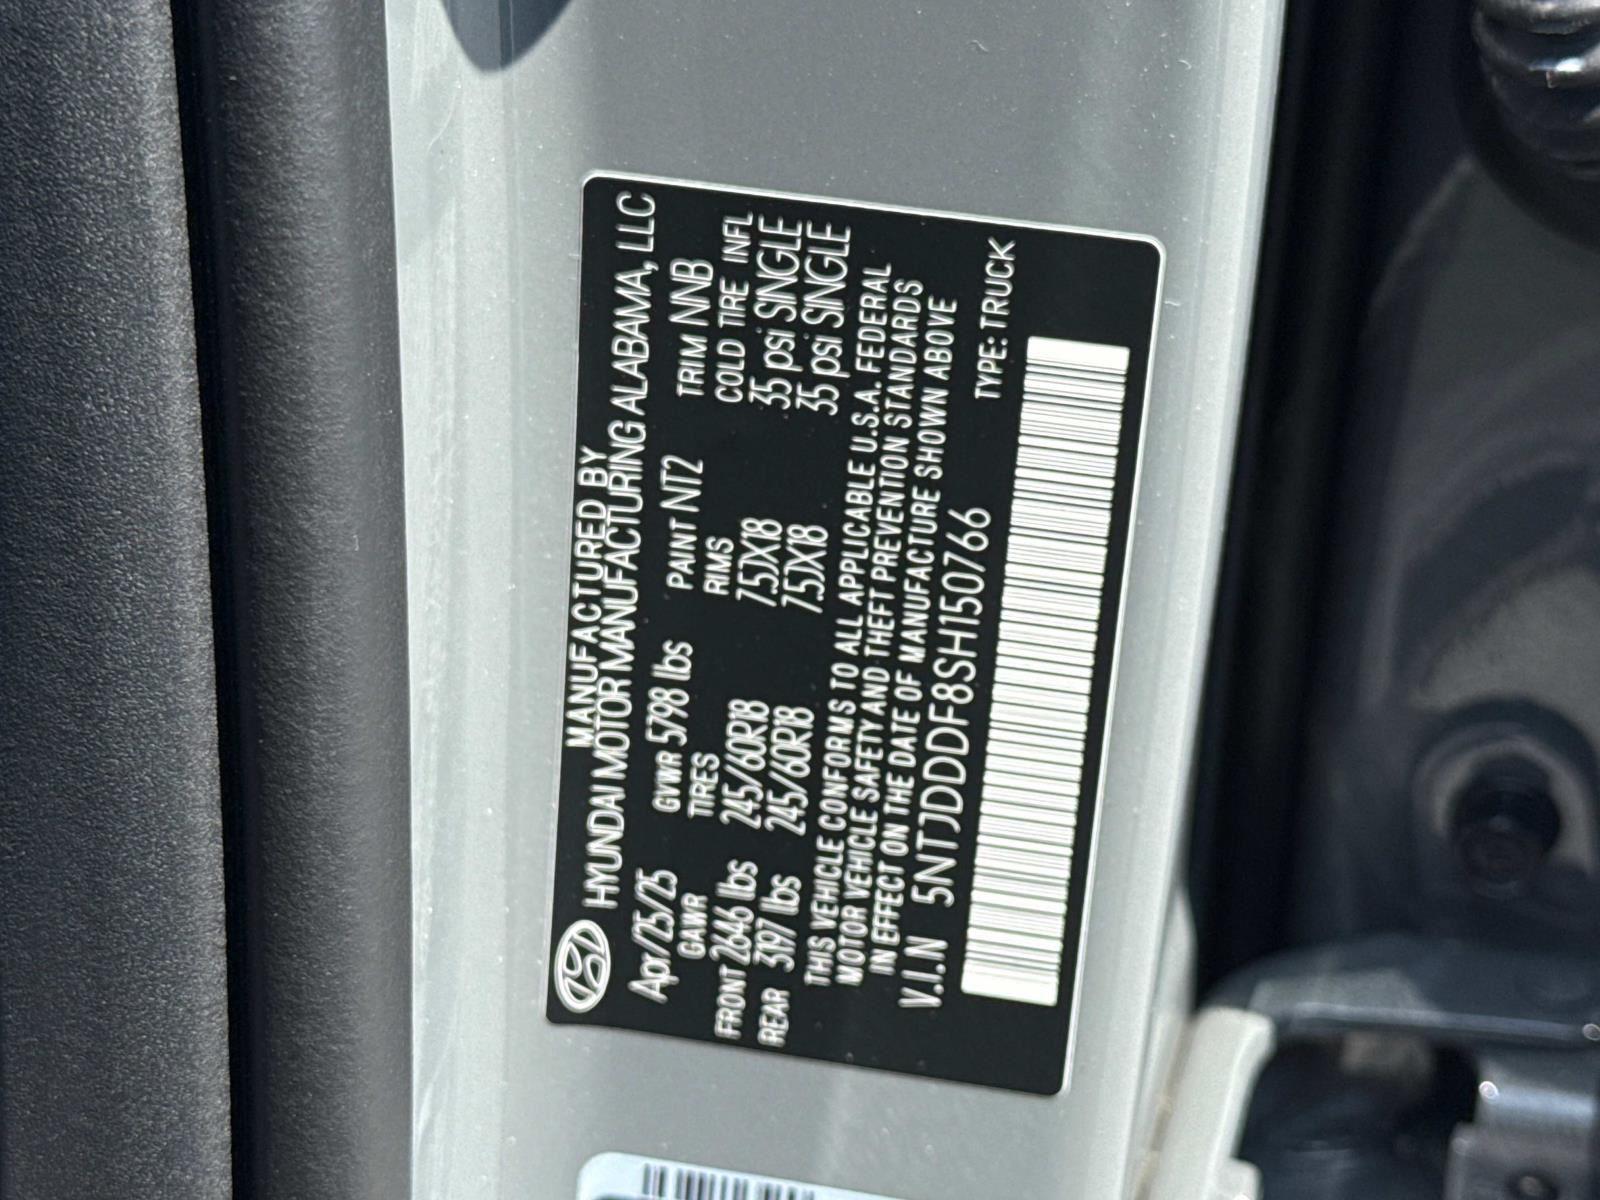 MANUFACTURED BY
HYUNDAI MOTOR MANUFACTURING ALABAMA, LLC
Apr/25/25 GVWR 5798 lbs PAINT NT2 TRIM NNB
GAWR TIRES RIMS COLD TIRE INFL
FRONT 2646 lbs 245/60R18 7.5JX18 35 psi SINGLE
REAR 3197 lbs 245/60R18 7.5JX18 35 psi SINGLE
THIS VEHICLE CONFORMS TO ALL APPLICABLE U.S.A. FEDERAL
MOTOR VEHICLE SAFETY AND THEFT PREVENTION STANDARDS
IN EFFECT ON THE DATE OF MANUFACTURE SHOWN ABOVE
V.I.N 5NTJDDDF8SH150766
TYPE: TRUCK